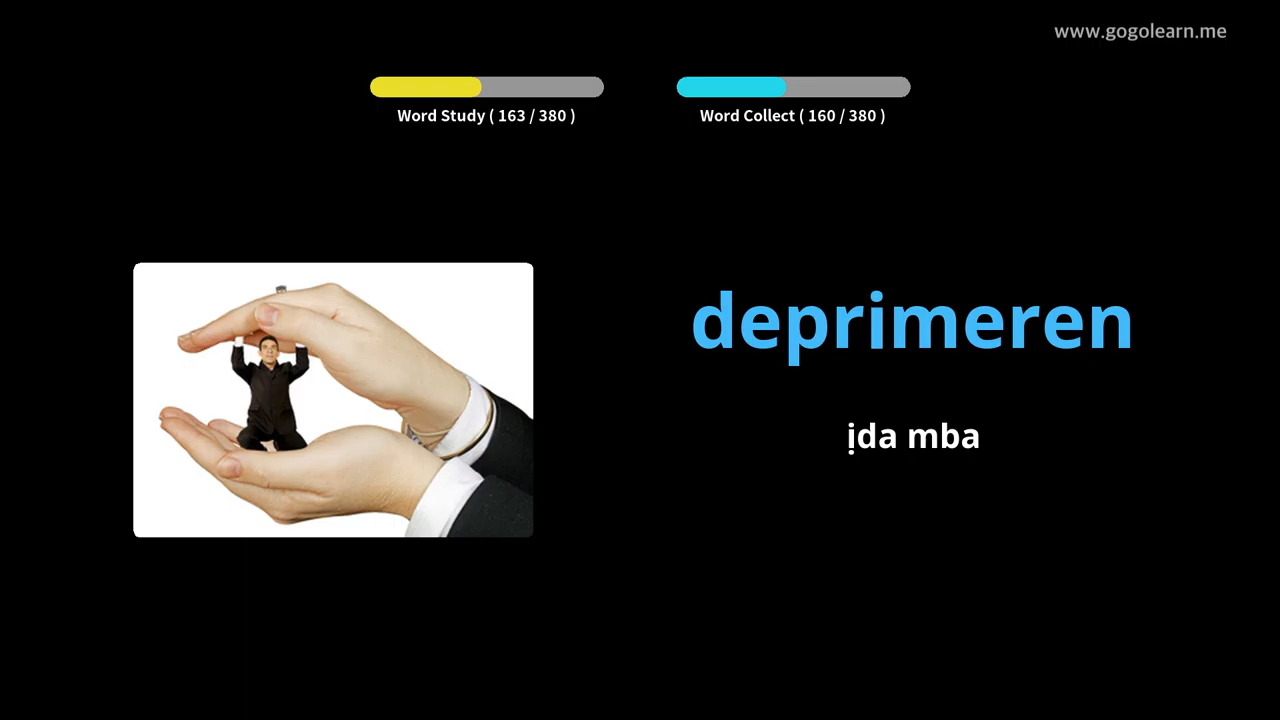 www.gogolearn.me
Word Study ( 163 / 380 )
Word Collect ( 160 / 380 )
deprimeren
ịda mba